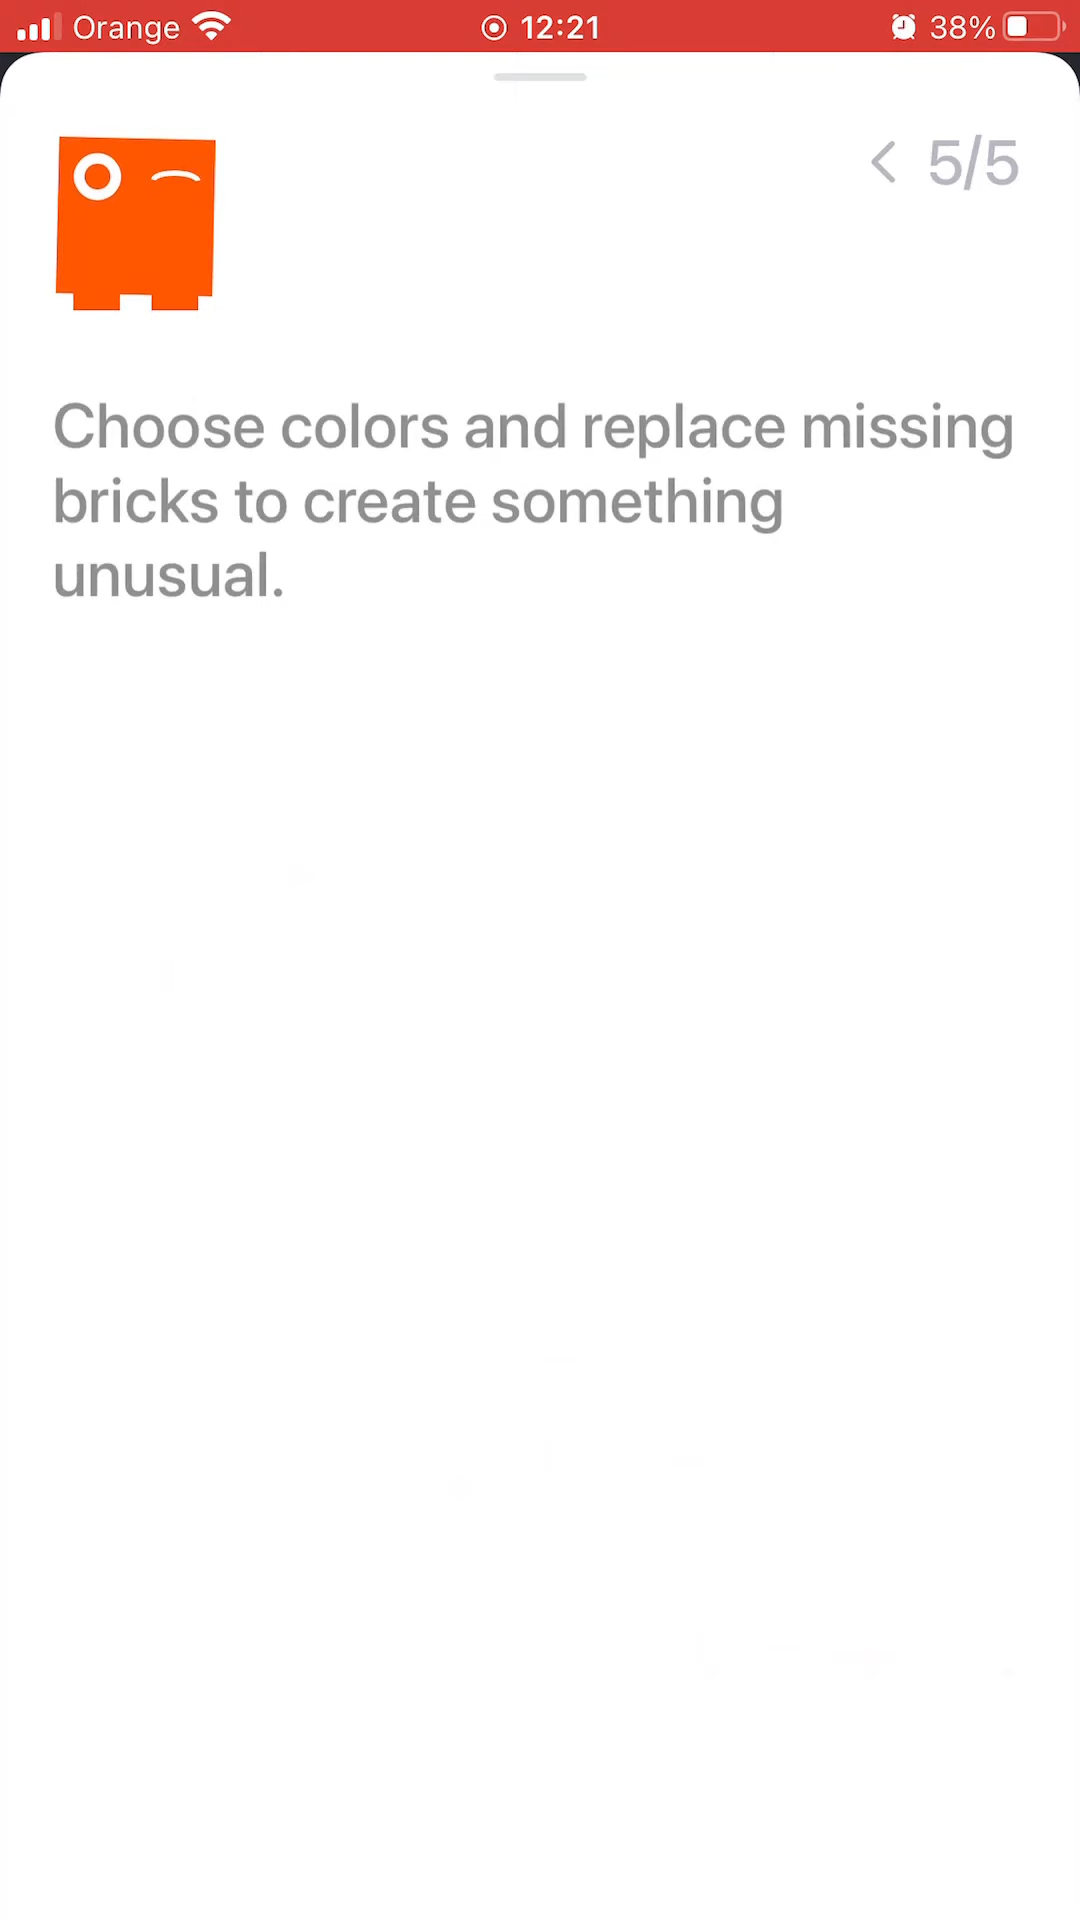 Orange 12:21 38%
5/5
Choose colors and replace missing
bricks to create something
unusual.